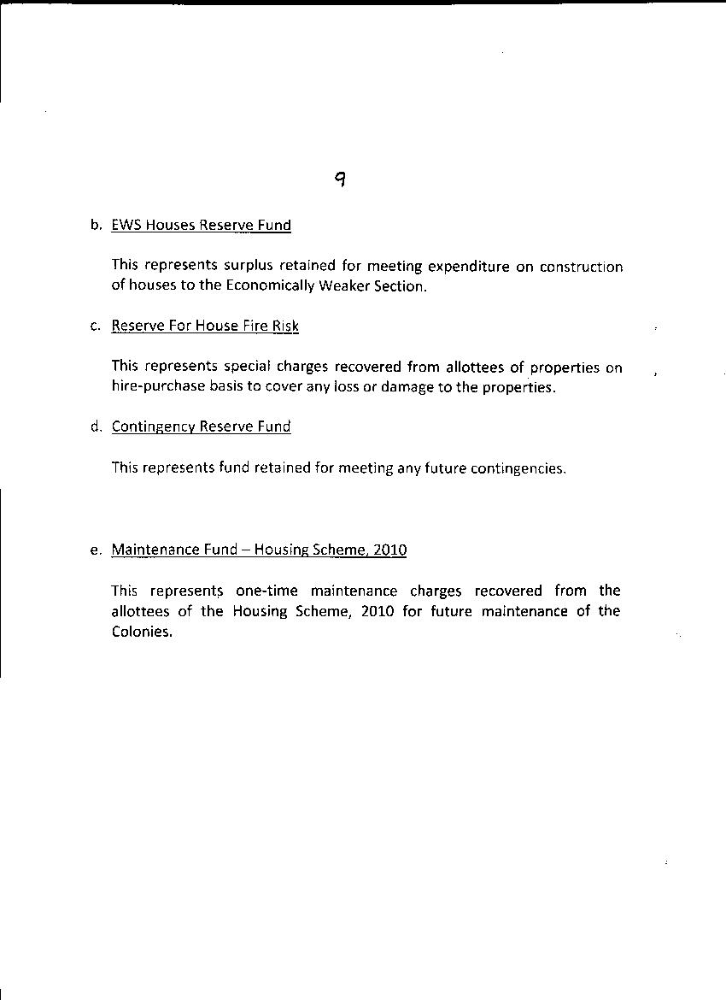 9
b. EWS Houses Reserve Fund
This represents surplus retained for meeting expenditure on construction
of houses to the Economically Weaker Section.
c. Reserve For House Fire Risk
This represents special charges recovered from allottees of properties on
hire-purchase basis to cover any loss or damage to the properties.
d. Contingency Reserve Fund
This represents fund retained for meeting any future contingencies.
e. Maintenance Fund – Housing Scheme, 2010
This represents one-time maintenance charges recovered from the
allottees of the Housing Scheme, 2010 for future maintenance of the
Colonies.